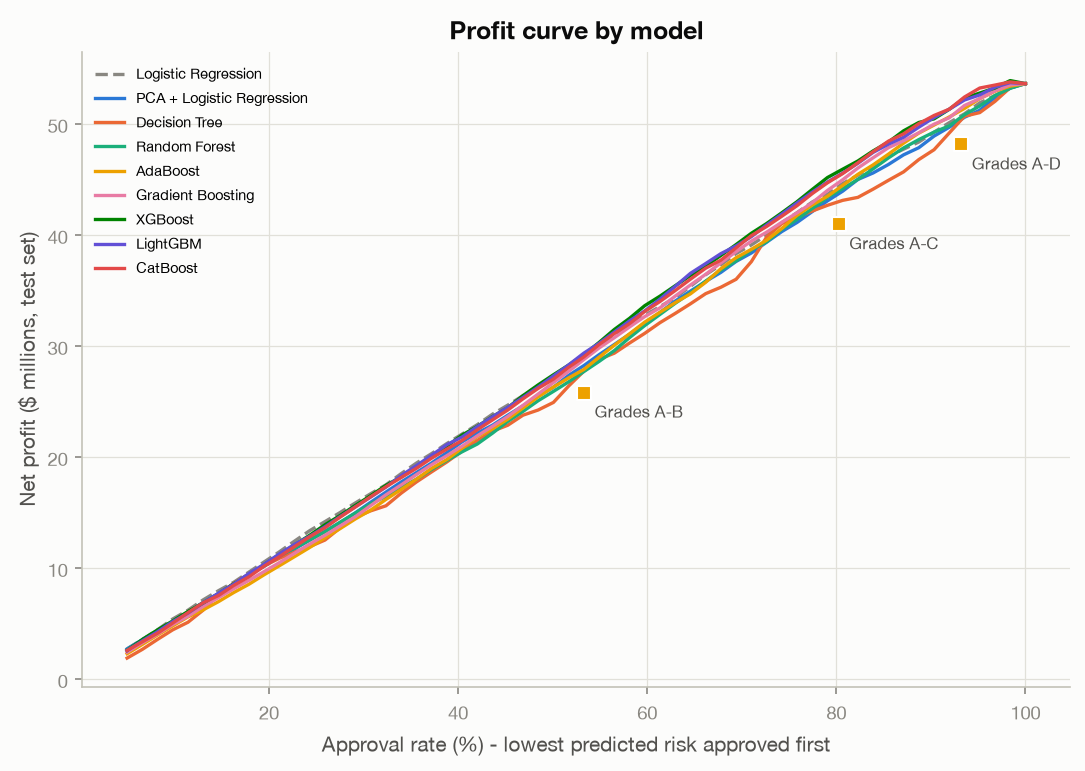 Profit curve by model
Logistic Regression
PCA + Logistic Regression
Decision Tree
Random Forest
AdaBoost
Gradient Boosting
XGBoost
LightGBM
CatBoost
Net profit ($ millions, test set)
50
40
30
20
10
0
Grades A-D
Grades A-C
Grades A-B
20 40 60 80 100
Approval rate (%) - lowest predicted risk approved first